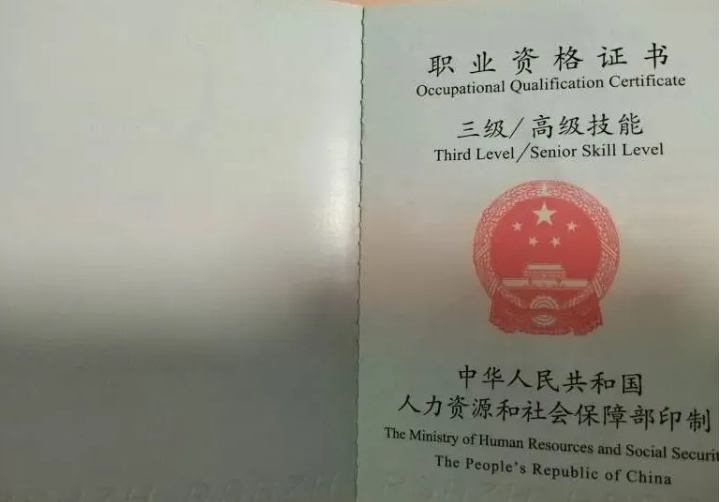 职业资格证书
Occupational Qualification Certificate
三级/高级技能
Third Level/Senior Skill Level
中华人民共和国
人力资源和社会保障部印制
The Ministry of Human Resources and Social Securit
The People's Republic of China